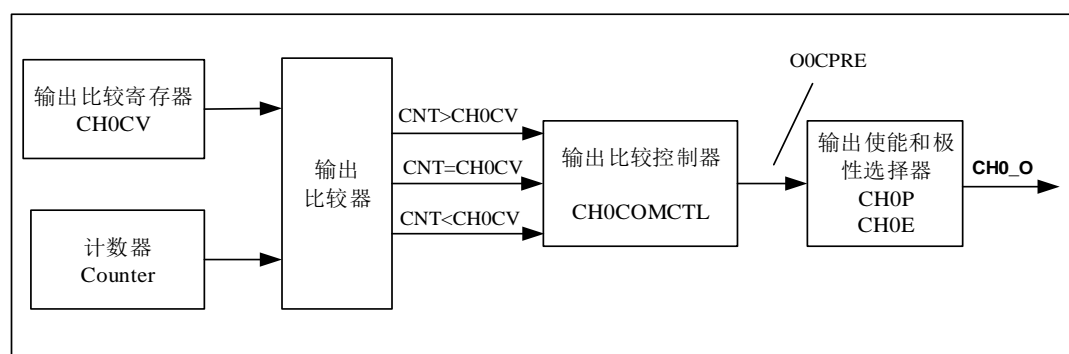 输出比较寄存器
CH0CV
计数器
Counter
输出
比较器
CNT>CH0CV
CNT=CH0CV
CNT<CH0CV
输出比较控制器
CH0COMCTL
O0CPRE
输出使能和极
性选择器
CH0P
CH0E
CH0_O